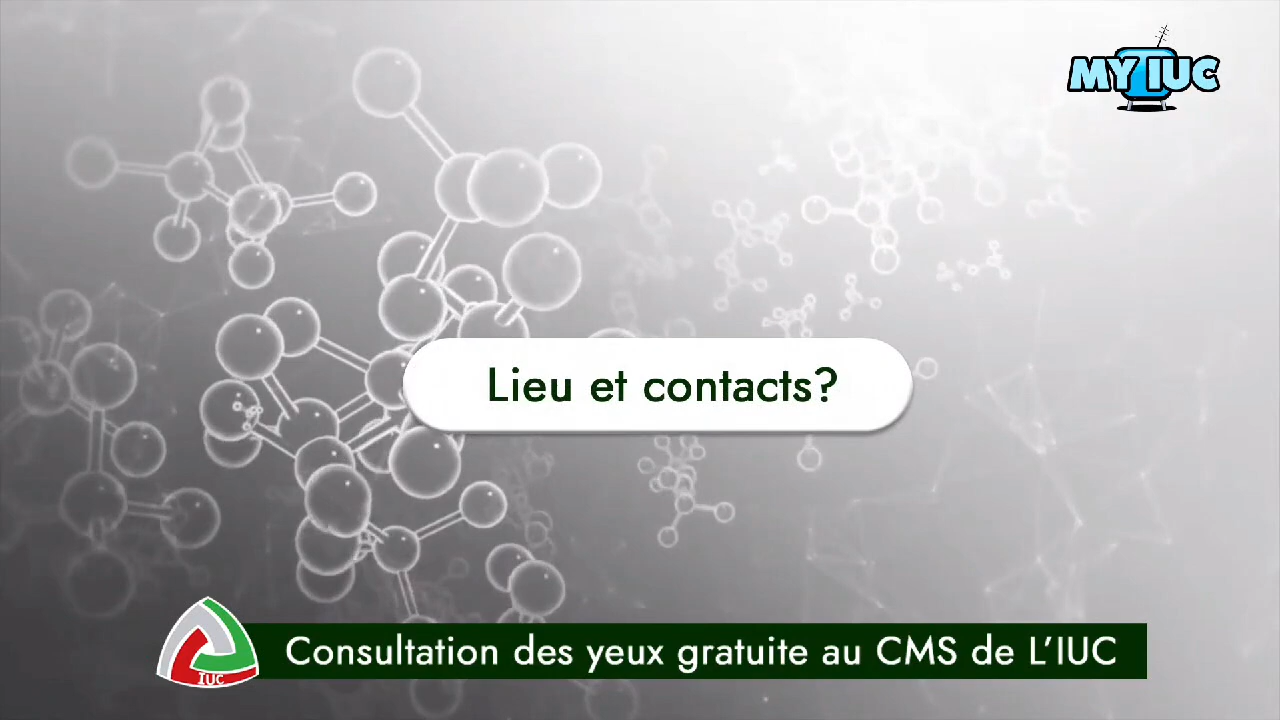 MY IUC
Lieu et contacts?
Consultation des yeux gratuite au CMS de L'IUC
IUC